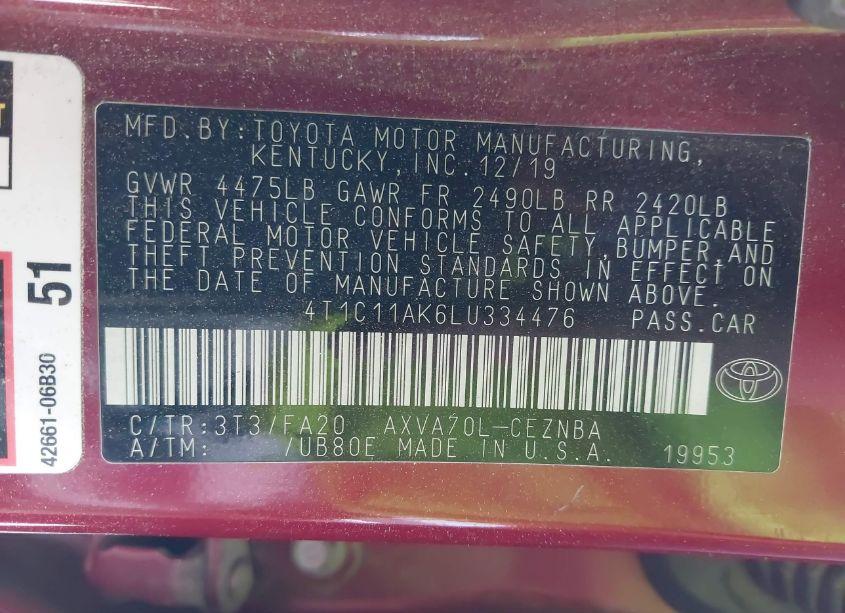 MFD.BY:TOYOTA MOTOR MANUFACTURING,
KENTUCKY,INC.12/19
GVWR 4475LB GAWR FR 2490LB RR 2420LB
THIS VEHICLE CONFORMS TO ALL APPLICABLE
FEDERAL MOTOR VEHICLE SAFETY,BUMPER,AND
THEFT PREVENTION STANDARDS IN EFFECT ON
THE DATE OF MANUFACTURE SHOWN ABOVE.
4T1C11AK6LU334476 PASS.CAR
C/TR:3T3/FA20 AXVA70L-CEZNBA
A/TM: /UB80E MADE IN U.S.A. 19953
51
42661-06B30